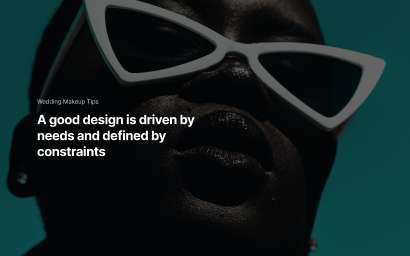 Wedding Makeup Tips
A good design is driven by
needs and defined by
constraints